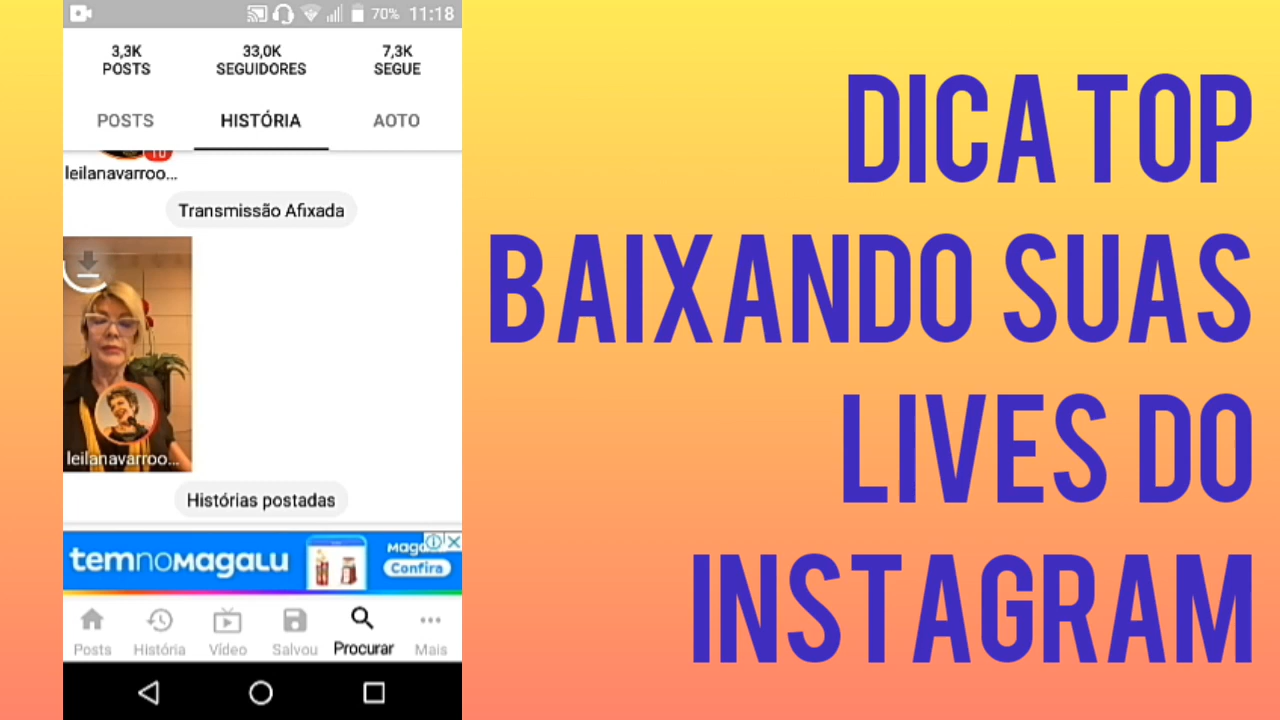 70% 11:18
3,3K 33,0K 7,3K
POSTS SEGUIDORES SEGUE
POSTS HISTÓRIA AOTO
10
leilanavarroo...
Transmissão Afixada
leilanavarroo...
Histórias postadas
temnomagalu
Confira
Posts História Vídeo Salvou Procurar Mais
DICA TOP
BAIXANDO SUAS
LIVES DO
INSTAGRAM